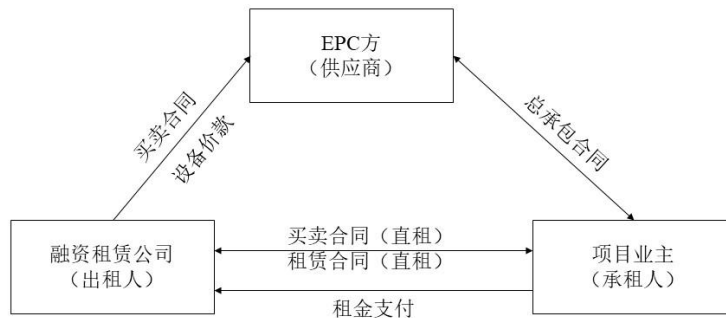 EPC方
（供应商）
买卖合同
设备价款
总承包合同
融资租赁公司
（出租人）
买卖合同（直租）
租赁合同（直租）
项目业主
（承租人）
租金支付